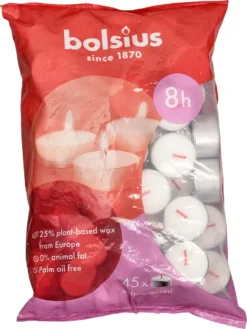 bolsius
since 1870
8h
25% plant-based wax
from Europe
0% animal fat
Palm oil free
45x